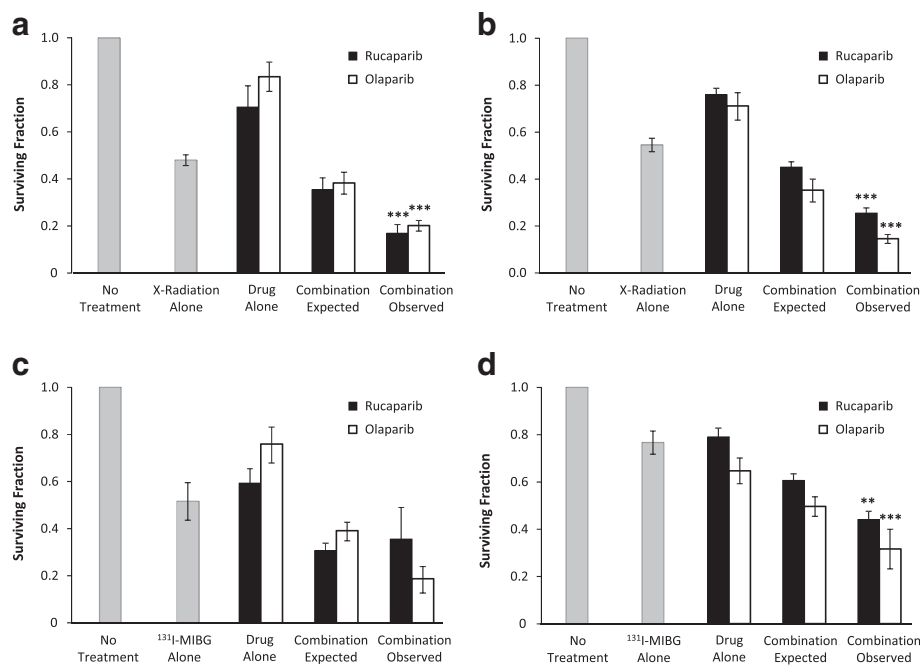 a
1.0
0.8
0.6
0.4
0.2
0
Surviving Fraction
Rucaparib
Olaparib
*** ***
No Treatment
X-Radiation Alone
Drug Alone
Combination Expected
Combination Observed
b
1.0
0.8
0.6
0.4
0.2
0.0
Surviving Fraction
Rucaparib
Olaparib
***
***
No Treatment
X-Radiation Alone
Drug Alone
Combination Expected
Combination Observed
c
1.0
0.8
0.6
0.4
0.2
0
Surviving Fraction
Rucaparib
Olaparib
No Treatment
¹³¹I-MIBG Alone
Drug Alone
Combination Expected
Combination Observed
d
1.0
0.8
0.6
0.4
0.2
0
Surviving Fraction
Rucaparib
Olaparib
**
***
No Treatment
¹³¹I-MIBG Alone
Drug Alone
Combination Expected
Combination Observed